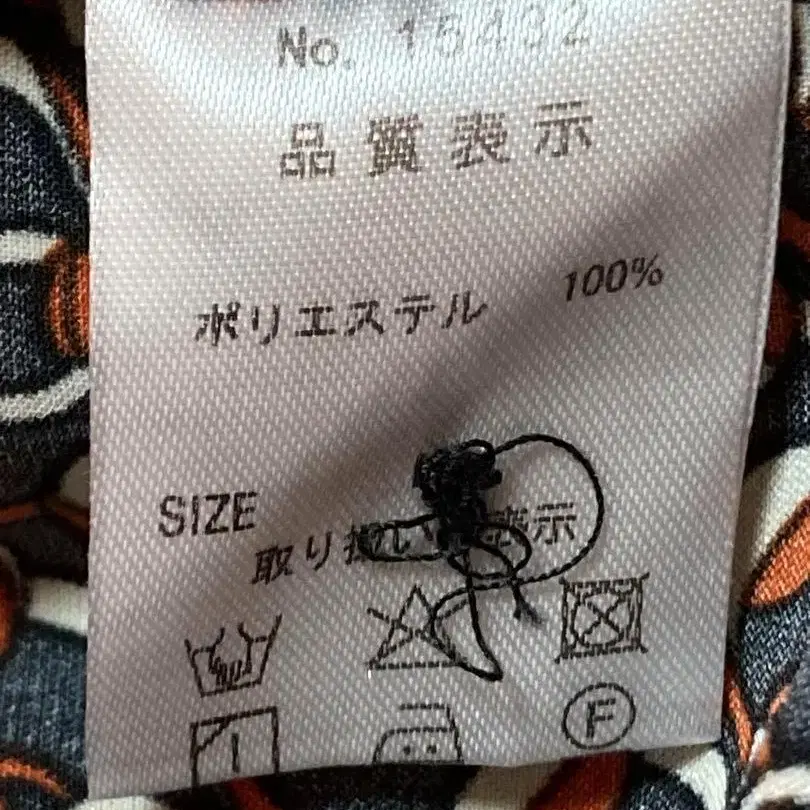 No. 15432
品質表示
ポリエステル 100%
SIZE
取り扱い表示
F